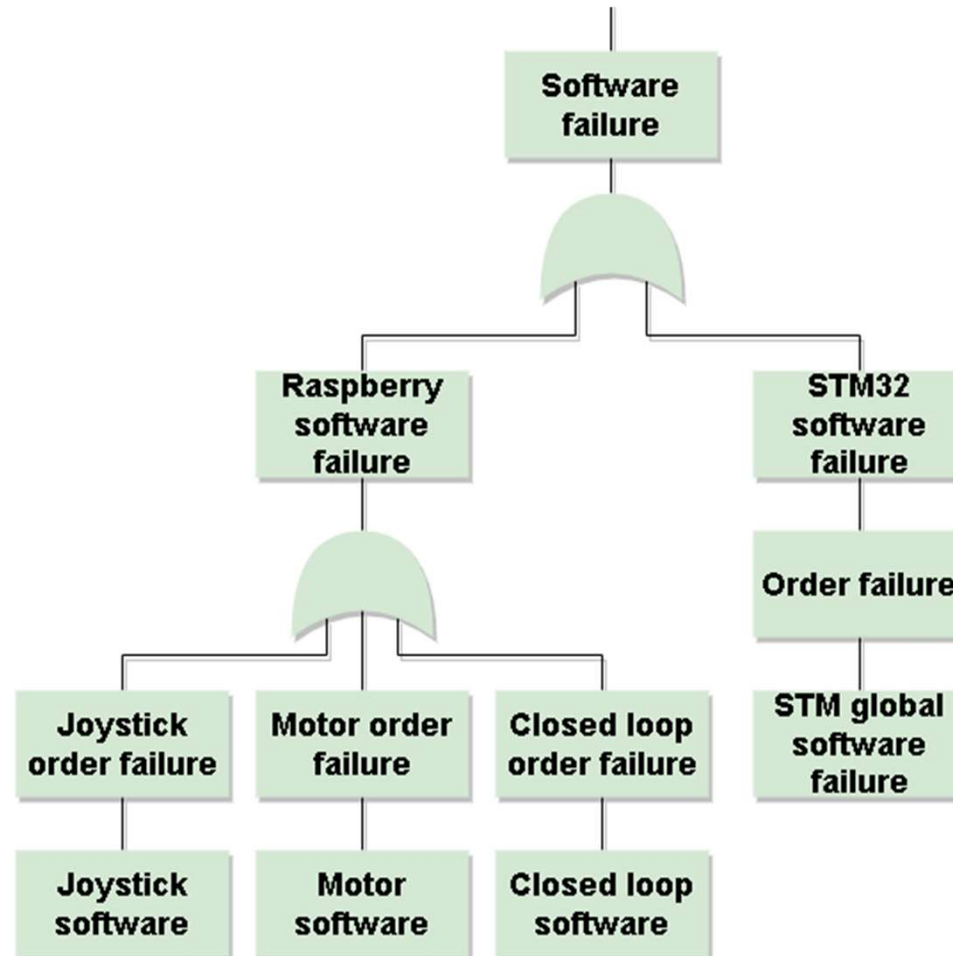 Software
failure
Raspberry
software
failure
STM32
software
failure
Order failure
Joystick
order failure
Motor order
failure
Closed loop
order failure
STM global
software
failure
Joystick
software
Motor
software
Closed loop
software